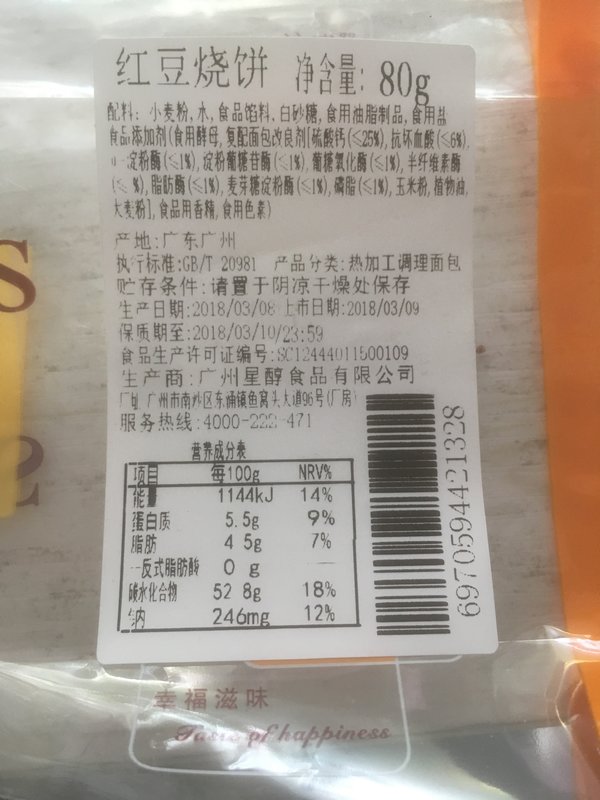 红豆烧饼 净含量: 80g
配料: 小麦粉, 水, 食品馅料, 白砂糖, 食用油脂制品, 食用盐
食品添加剂(食用酵母, 复配面包改良剂[硫酸钙(≤25%), 抗坏血酸(≤6%),
淀粉酶(≤1%), 淀粉葡糖苷酶(≤1%), 葡糖氧化酶(≤1%), 半纤维素酶
(≤ %), 脂肪酶(≤1%), 麦芽糖淀粉酶(≤1%), 磷脂(≤1%), 玉米粉, 植物油,
大麦粉], 食品用香精, 食用色素)
产地:广东广州
执行标准:GB/T 20981 产品分类:热加工调理面包
贮存条件:请置于阴凉干燥处保存
生产日期:2018/03/08 上市日期:2018/03/09
保质期至:2018/03/10/23:59
食品生产许可证编号:SC12444011500109
生产商:广州星醇食品有限公司
厂址 广州市南沙区东涌镇鱼窝头大道96号(厂房)
服务热线:4000-222-471
营养成分表
项目 每100g NRV%
能量 1144kJ 14%
蛋白质 5.5g 9%
脂肪 4 5g 7%
--反式脂肪酸 0 g
碳水化合物 52 8g 18%
钠 246mg 12%
6970594421328
幸福滋味
Taste of happiness